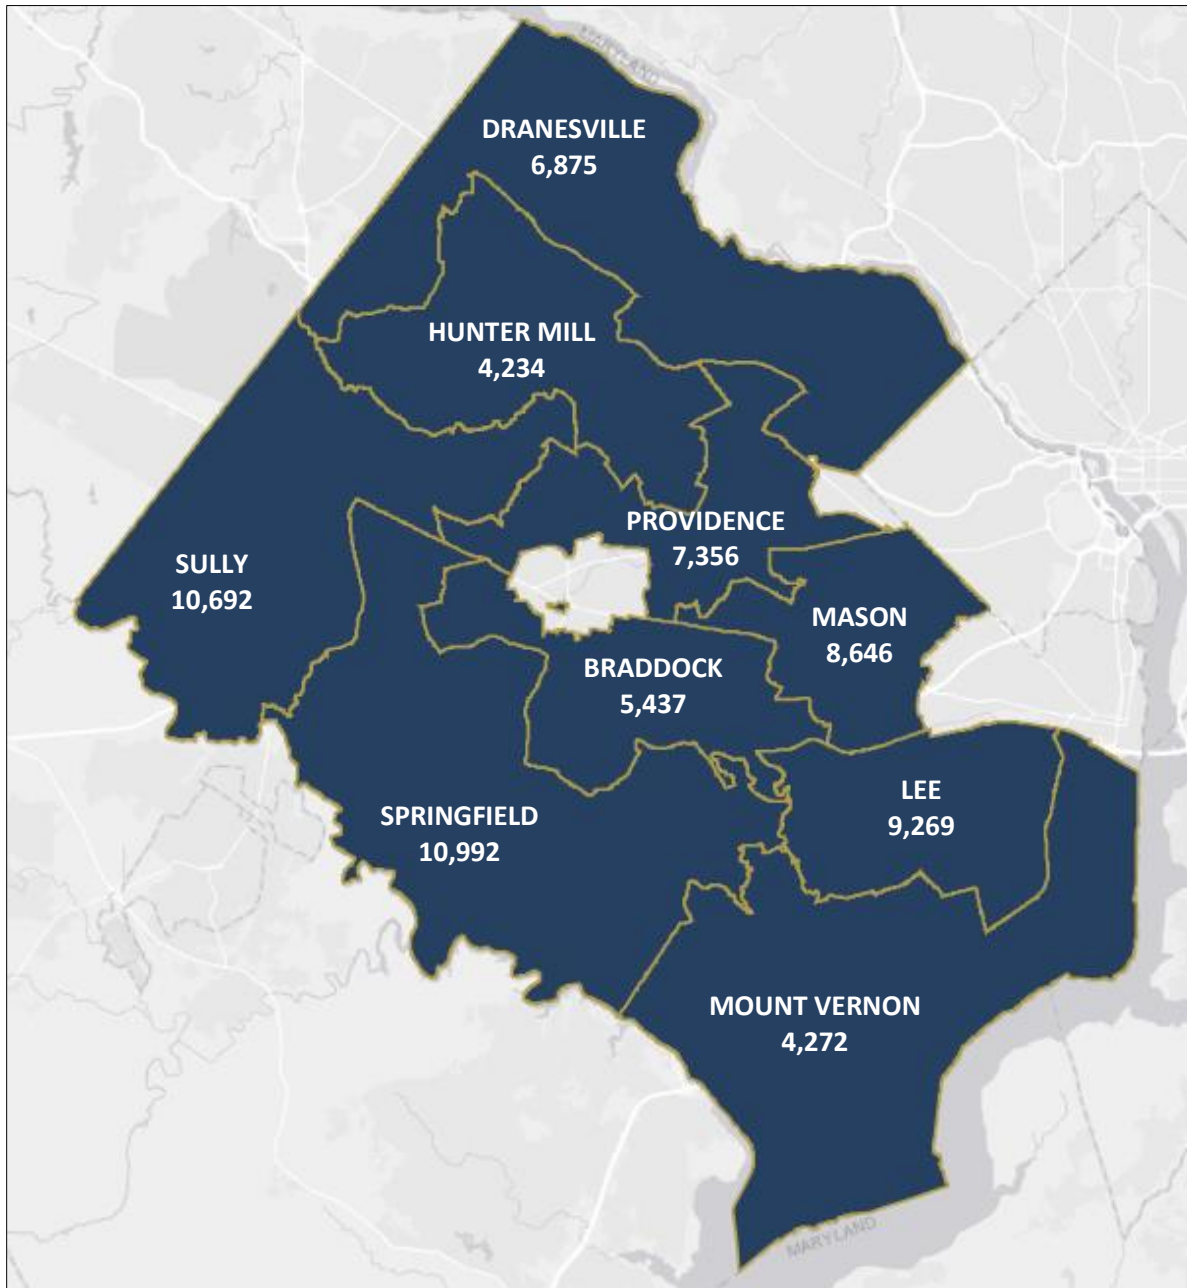 MARYLAND
DRANESVILLE
6,875
HUNTER MILL
4,234
PROVIDENCE
7,356
SULLY
10,692
MASON
8,646
BRADDOCK
5,437
LEE
9,269
SPRINGFIELD
10,992
MOUNT VERNON
4,272
MARYLAND